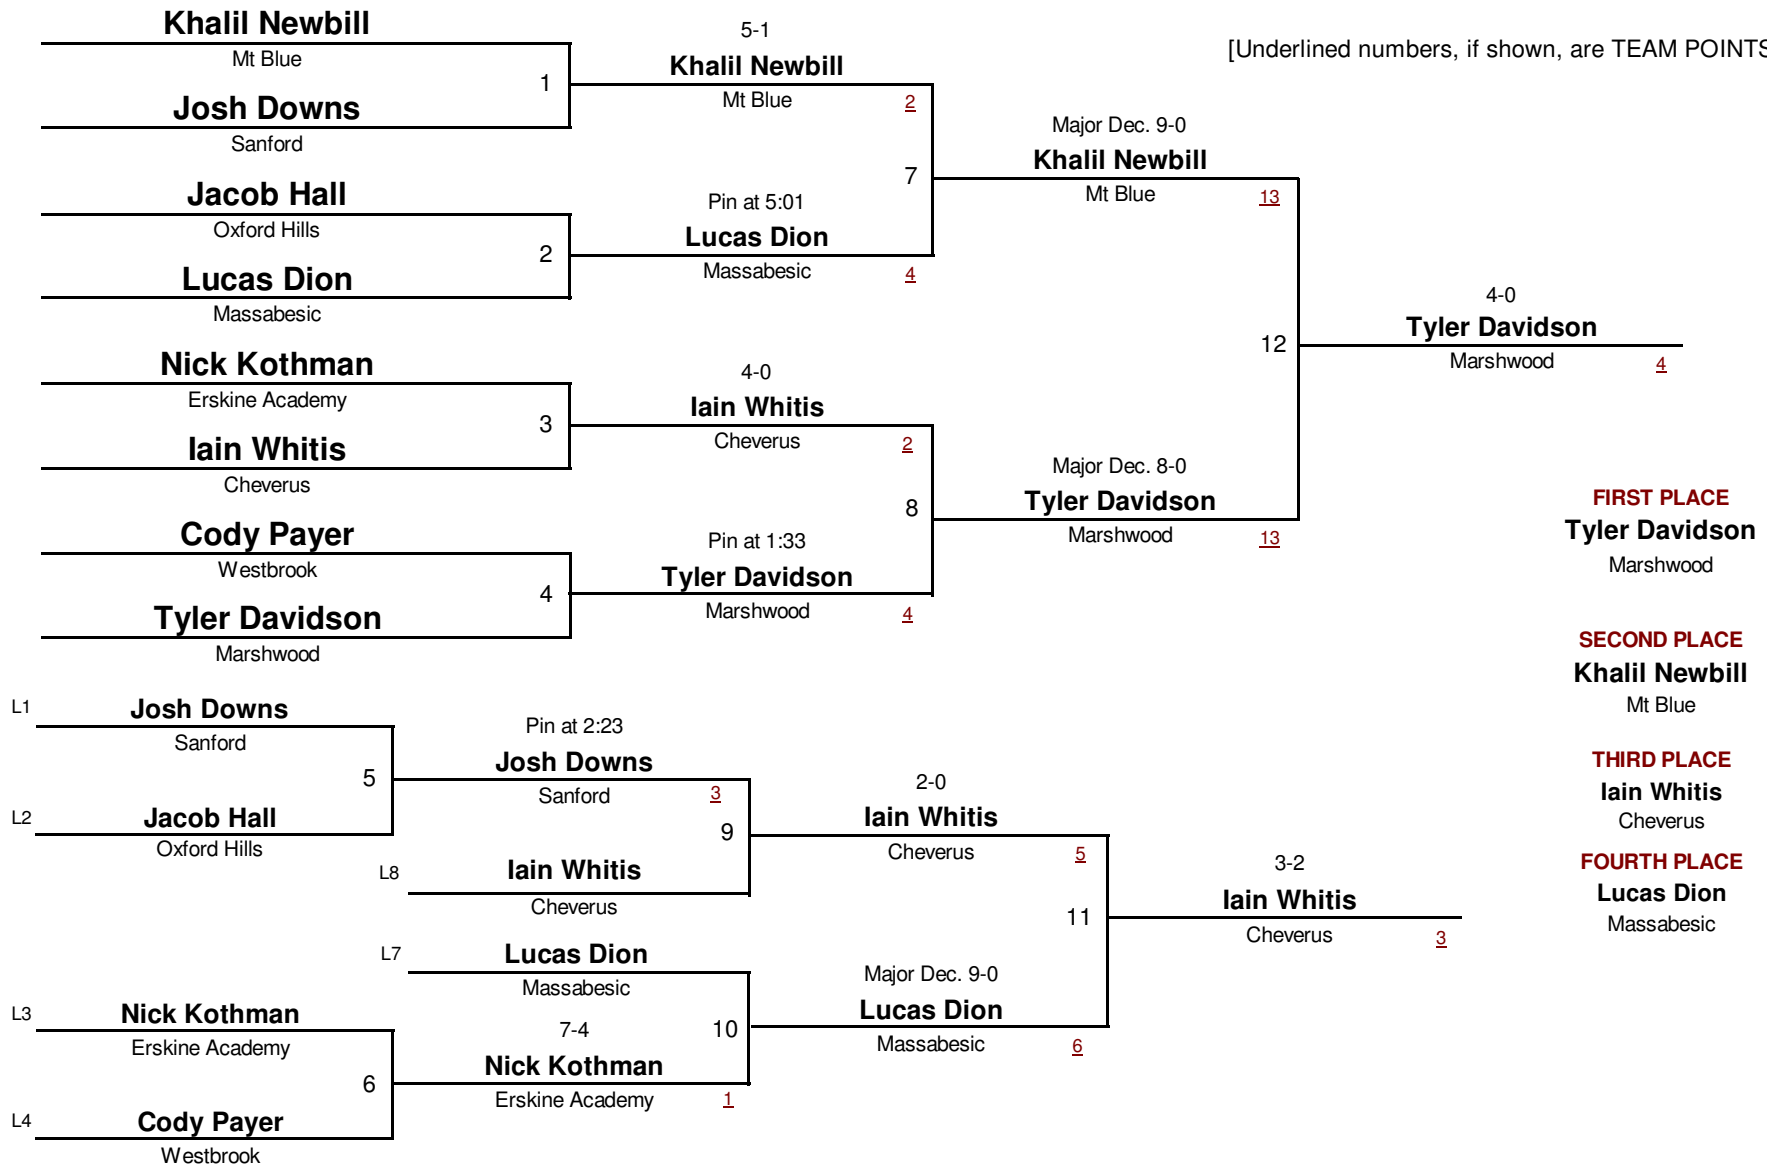 Khalil Newbill
Mt Blue
1
Josh Downs
Sanford
Jacob Hall
Oxford Hills
2
Lucas Dion
Massabesic
Nick Kothman
Erskine Academy
3
Iain Whitis
Cheverus
Cody Payer
Westbrook
4
Tyler Davidson
Marshwood
5-1
Khalil Newbill
Mt Blue
2
7
Pin at 5:01
Lucas Dion
Massabesic
4
4-0
Iain Whitis
Cheverus
2
8
Pin at 1:33
Tyler Davidson
Marshwood
4
[Underlined numbers, if shown, are TEAM POINTS
Major Dec. 9-0
Khalil Newbill
Mt Blue
13
12
Major Dec. 8-0
Tyler Davidson
Marshwood
13
4-0
Tyler Davidson
Marshwood
4
FIRST PLACE
Tyler Davidson
Marshwood
SECOND PLACE
Khalil Newbill
Mt Blue
THIRD PLACE
Iain Whitis
Cheverus
FOURTH PLACE
Lucas Dion
Massabesic
L1
Josh Downs
Sanford
5
L2
Jacob Hall
Oxford Hills
Pin at 2:23
Josh Downs
Sanford
3
9
L8
Iain Whitis
Cheverus
L7
Lucas Dion
Massabesic
10
L3
Nick Kothman
Erskine Academy
6
L4
Cody Payer
Westbrook
7-4
Nick Kothman
Erskine Academy
1
2-0
Iain Whitis
Cheverus
5
11
Major Dec. 9-0
Lucas Dion
Massabesic
6
3-2
Iain Whitis
Cheverus
3